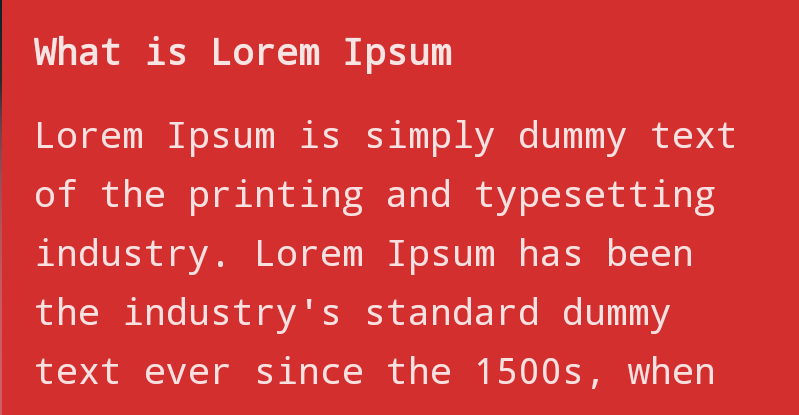 What is Lorem Ipsum
Lorem Ipsum is simply dummy text
of the printing and typesetting
industry. Lorem Ipsum has been
the industry's standard dummy
text ever since the 1500s, when